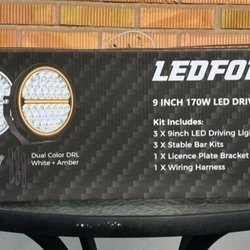 LEDFO
9 INCH 170W LED DRIV
Kit Includes:
3 X 9inch LED Driving Ligh
3 X Stable Bar Kits
1 X Licence Plate Bracket
1 X Wiring Harness
Dual Color DRL
White + Amber